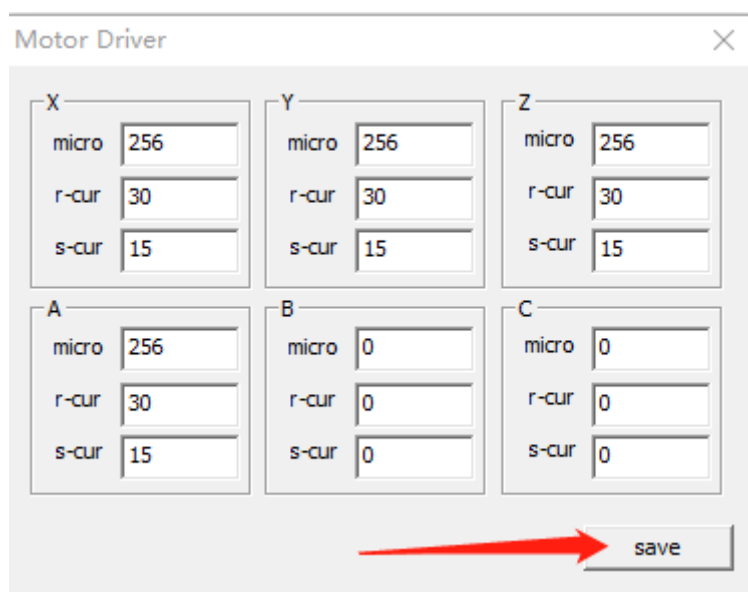 Motor Driver
X
micro 256
r-cur 30
s-cur 15
Y
micro 256
r-cur 30
s-cur 15
Z
micro 256
r-cur 30
s-cur 15
A
micro 256
r-cur 30
s-cur 15
B
micro 0
r-cur 0
s-cur 0
C
micro 0
r-cur 0
s-cur 0
save